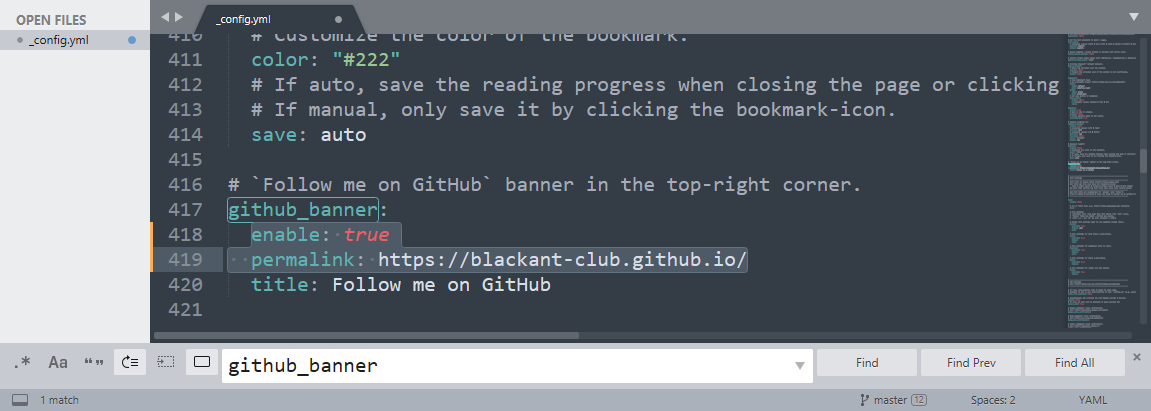 OPEN FILES
_config.yml
_config.yml
410 # Customize the color of the bookmark.
411 color: "#222"
412 # If auto, save the reading progress when closing the page or clicking
413 # If manual, only save it by clicking the bookmark-icon.
414 save: auto
415
416 # `Follow me on GitHub` banner in the top-right corner.
417 github_banner:
418 enable: true
419 permalink: https://blackant-club.github.io/
420 title: Follow me on GitHub
421
.* Aa “” github_banner Find Find Prev Find All
1 match master 12 Spaces: 2 YAML